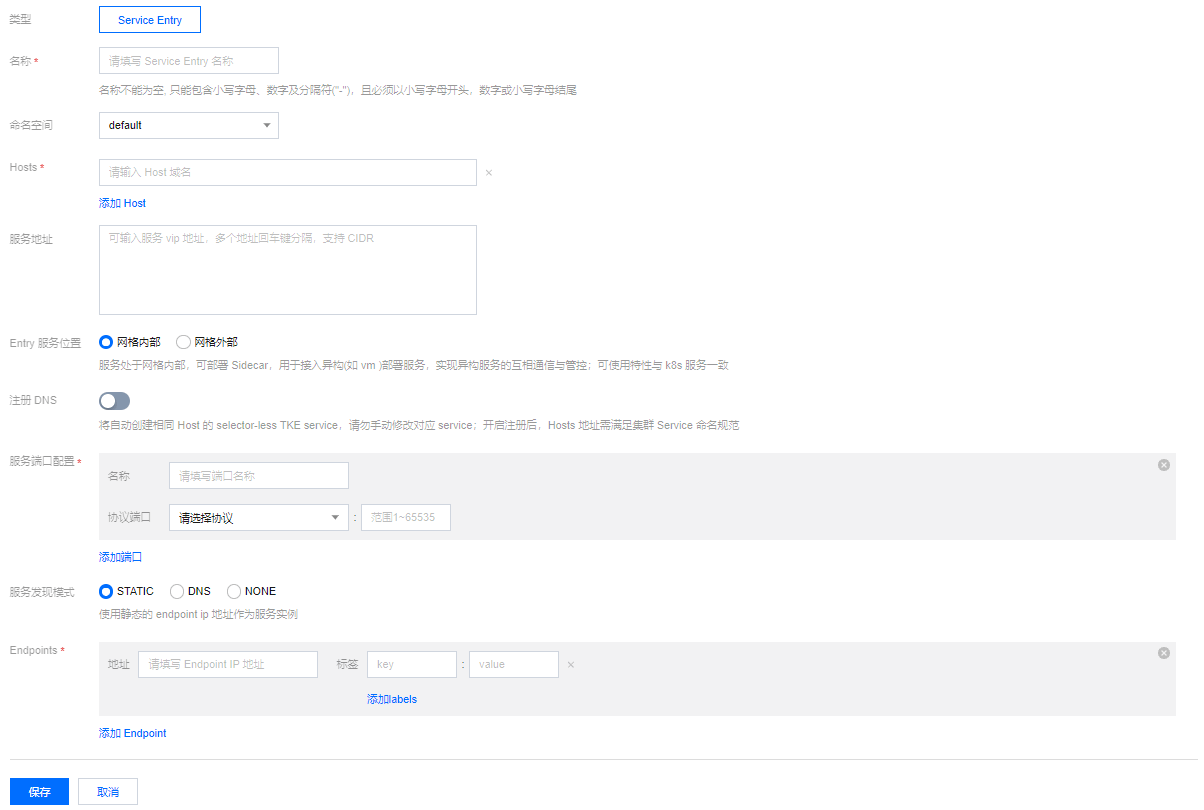 类型 Service Entry
名称 * 请填写 Service Entry 名称
名称不能为空, 只能包含小写字母、数字及分隔符("-")，且必须以小写字母开头，数字或小写字母结尾
命名空间 default
Hosts * 请输入 Host 域名 ×
添加 Host
服务地址 可输入服务 vip 地址，多个地址回车键分隔，支持 CIDR
Entry 服务位置 网格内部 网格外部
服务处于网格内部，可部署 Sidecar，用于接入异构(如 vm )部署服务，实现异构服务的互相通信与管控；可使用特性与 k8s 服务一致
注册 DNS
将自动创建相同 Host 的 selector-less TKE service，请勿手动修改对应 service；开启注册后，Hosts 地址需满足集群 Service 命名规范
服务端口配置 *
名称 请填写端口名称
协议端口 请选择协议 : 范围1~65535
添加端口
服务发现模式 STATIC DNS NONE
使用静态的 endpoint ip 地址作为服务实例
Endpoints *
地址 请填写 Endpoint IP 地址 标签 key : value ×
添加labels
添加 Endpoint
保存 取消